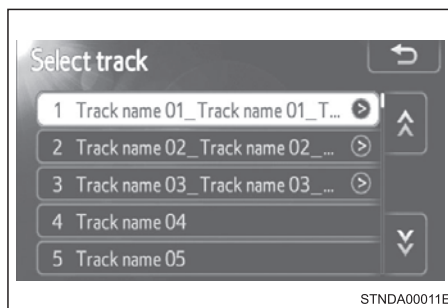 Select track
1 Track name 01_Track name 01_T...
2 Track name 02_Track name 02_...
3 Track name 03_Track name 03_...
4 Track name 04
5 Track name 05
STNDA00011E